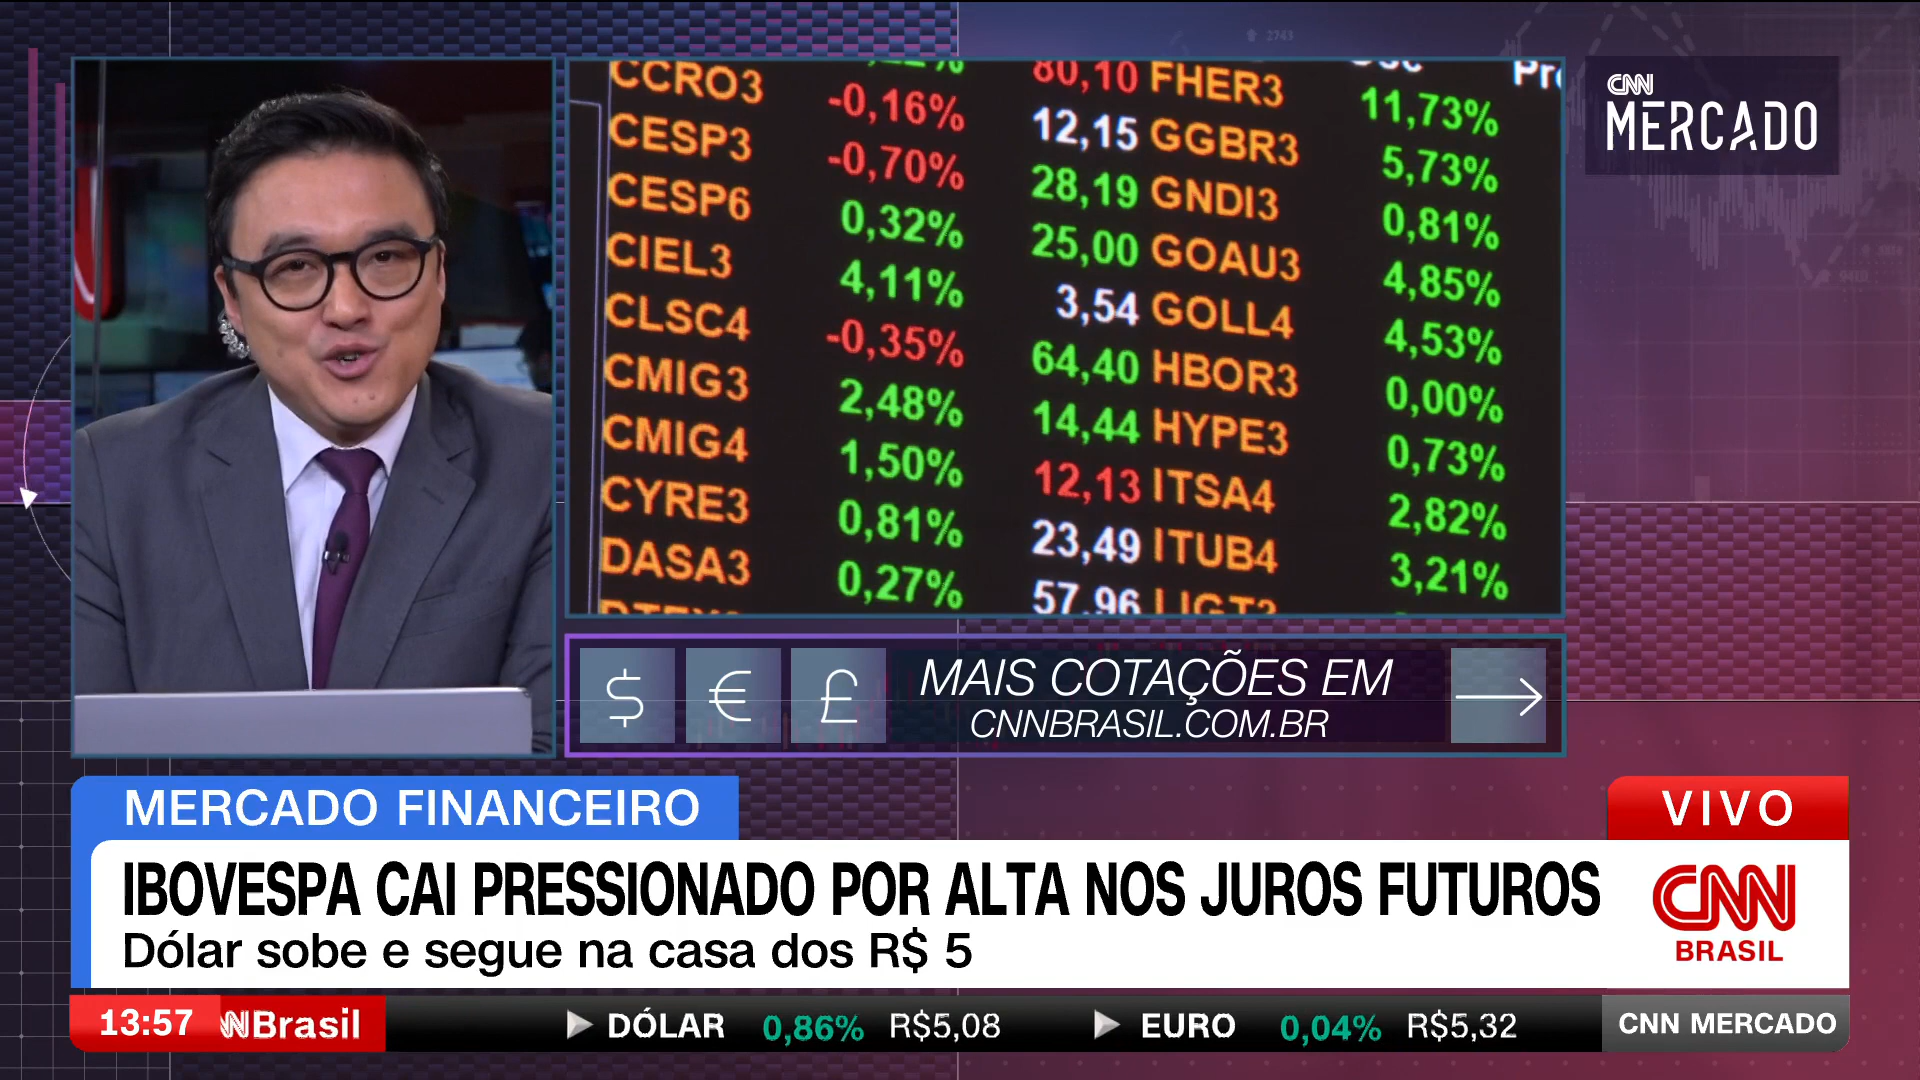 CNN
MERCADO
2743
CCRO3 -0,16% 80,10 FHER3 11,73%
CESP3 -0,70% 12,15 GGBR3 5,73%
CESP6 0,32% 28,19 GNDI3 0,81%
CIEL3 4,11% 25,00 GOAU3 4,85%
CLSC4 -0,35% 3,54 GOLL4 4,53%
CMIG3 2,48% 64,40 HBOR3 0,00%
CMIG4 1,50% 14,44 HYPE3 0,73%
CYRE3 0,81% 12,13 ITSA4 2,82%
DASA3 0,27% 23,49 ITUB4 3,21%
57,96 LIGT3
$ € £ MAIS COTAÇÕES EM
CNNBRASIL.COM.BR
MERCADO FINANCEIRO
VIVO
IBOVESPA CAI PRESSIONADO POR ALTA NOS JUROS FUTUROS
Dólar sobe e segue na casa dos R$ 5
CNN
BRASIL
13:57 NBrasil DÓLAR 0,86% R$5,08 EURO 0,04% R$5,32 CNN MERCADO